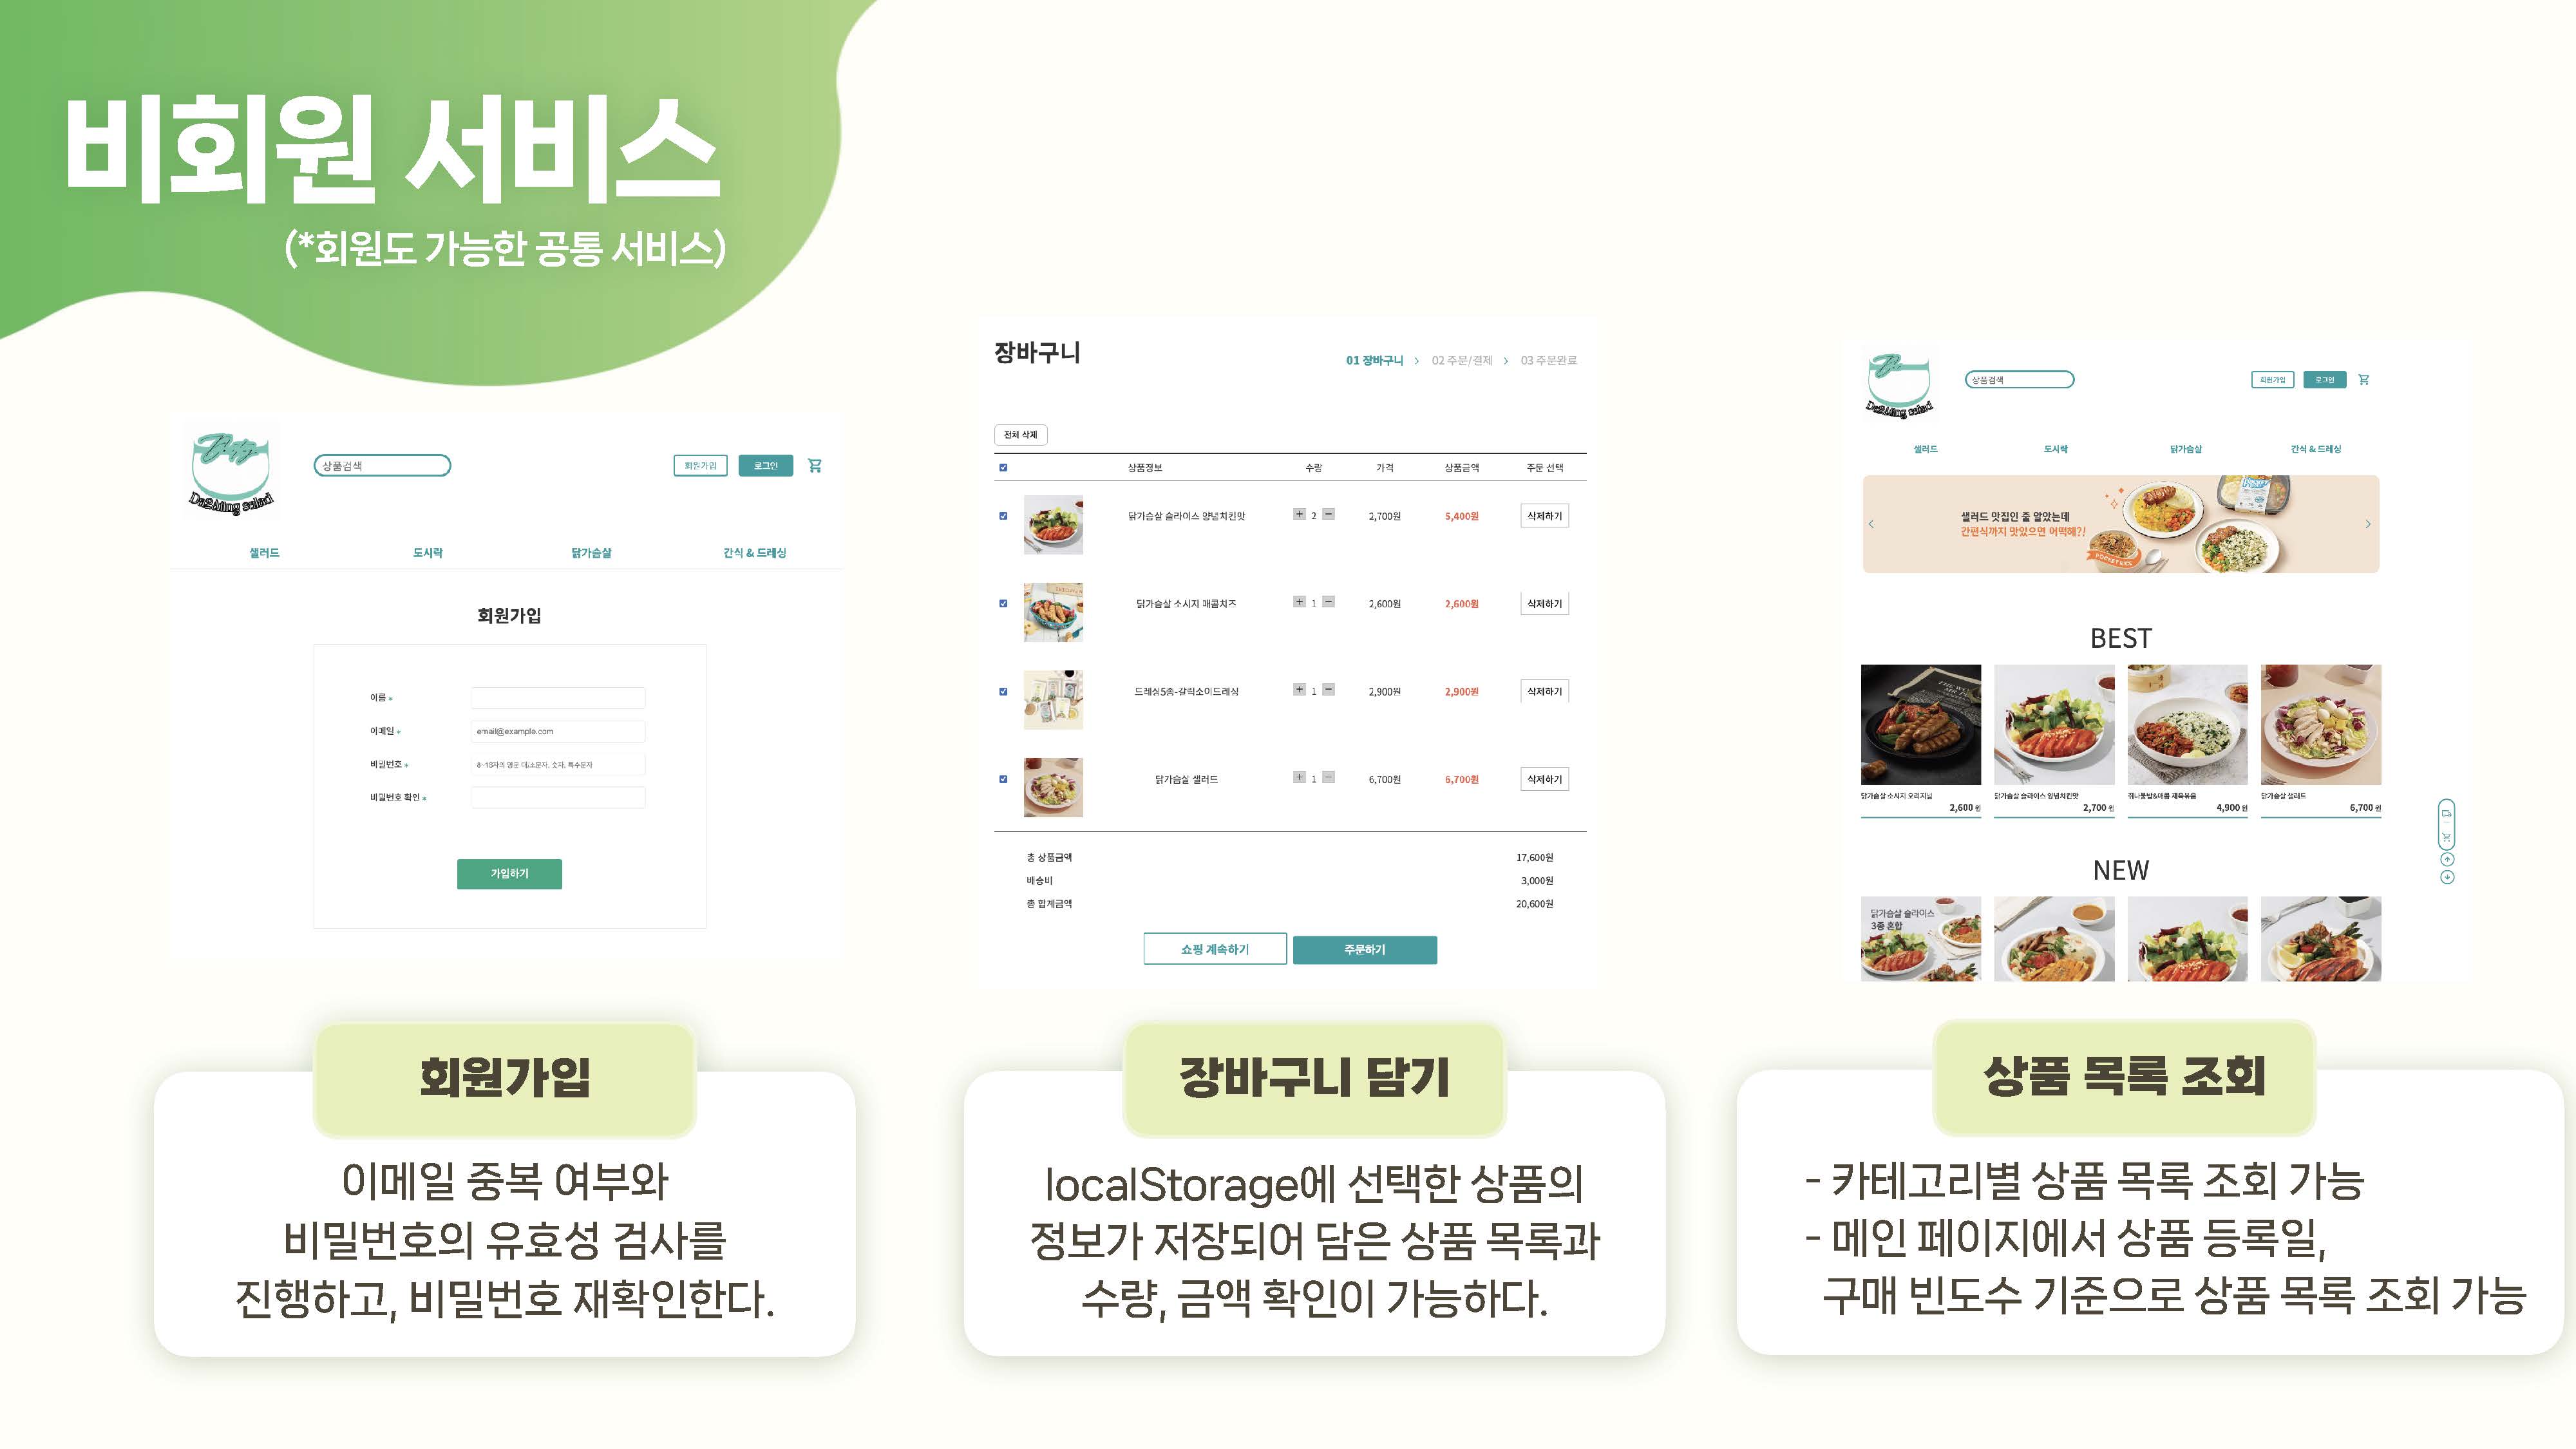 비회원 서비스
(*회원도 가능한 공통 서비스)
Da2Aling salad
상품검색
회원가입
로그인
샐러드
도시락
닭가슴살
간식 & 드레싱
회원가입
이름 *
이메일 *
email@example.com
비밀번호 *
8-15자의 영문 대/소문자, 숫자, 특수문자
비밀번호 확인 *
가입하기
장바구니
01 장바구니 > 02 주문/결제 > 03 주문완료
전체 삭제
상품정보 수량 가격 상품금액 주문 선택
닭가슴살 슬라이스 양념치킨맛 + 2 − 2,700원 5,400원 삭제하기
닭가슴살 소시지 매콤치즈 + 1 − 2,600원 2,600원 삭제하기
드레싱5종-갈릭소이드레싱 + 1 − 2,900원 2,900원 삭제하기
닭가슴살 샐러드 + 1 − 6,700원 6,700원 삭제하기
총 상품금액 17,600원
배송비 3,000원
총 합계금액 20,600원
쇼핑 계속하기
주문하기
Da2Aling salad
상품검색
회원가입
로그인
샐러드
도시락
닭가슴살
간식 & 드레싱
샐러드 맛집인 줄 알았는데
간편식까지 맛있으면 어떡해?!
BEST
닭가슴살 소시지 오리지널
2,600 원
닭가슴살 슬라이스 양념치킨맛
2,700 원
4,900 원
닭가슴살 샐러드
6,700 원
NEW
닭가슴살 슬라이스
3종 혼합
회원가입
이메일 중복 여부와
비밀번호의 유효성 검사를
진행하고, 비밀번호 재확인한다.
장바구니 담기
localStorage에 선택한 상품의
정보가 저장되어 담은 상품 목록과
수량, 금액 확인이 가능하다.
상품 목록 조회
- 카테고리별 상품 목록 조회 가능
- 메인 페이지에서 상품 등록일,
구매 빈도수 기준으로 상품 목록 조회 가능